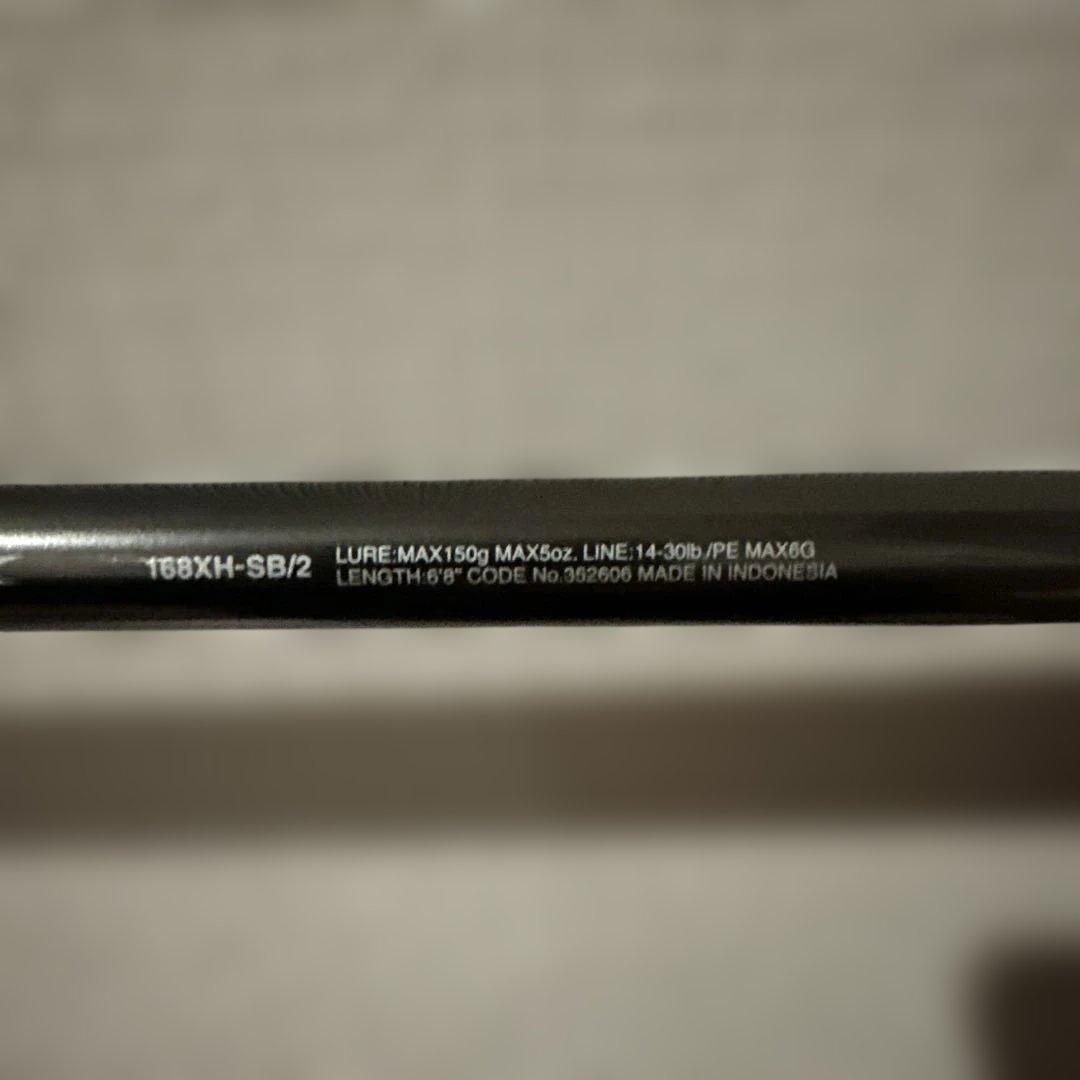 168XH-SB/2
LURE:MAX150g MAX5oz. LINE:14-30lb./PE MAX6G
LENGTH:6'8" CODE No.352606 MADE IN INDONESIA